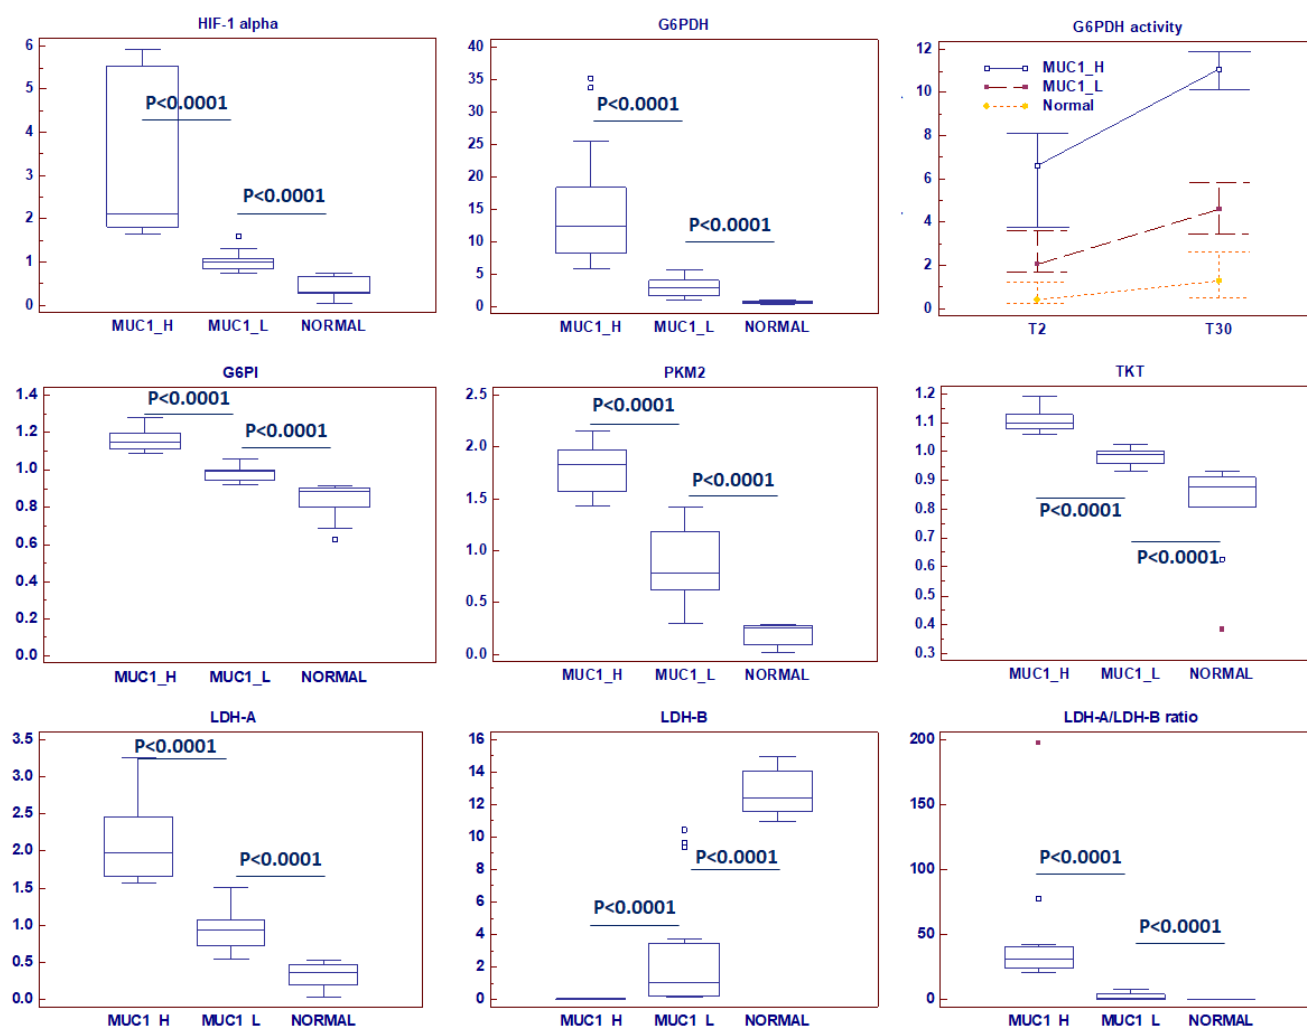 HIF-1 alpha
6
5
4
3
2
1
0
P<0.0001
P<0.0001
MUC1_H MUC1_L NORMAL
G6PDH
40
35
30
25
20
15
10
5
0
P<0.0001
P<0.0001
MUC1_H MUC1_L NORMAL
G6PDH activity
12
10
8
6
4
2
0
MUC1_H
MUC1_L
Normal
T2 T30
G6PI
1.4
1.2
1.0
0.8
0.6
0.4
0.2
0.0
P<0.0001
P<0.0001
MUC1_H MUC1_L NORMAL
PKM2
2.5
2.0
1.5
1.0
0.5
0.0
P<0.0001
P<0.0001
MUC1_H MUC1_L NORMAL
TKT
1.2
1.1
1.0
0.9
0.8
0.7
0.6
0.5
0.4
0.3
P<0.0001
P<0.0001
MUC1_H MUC1_L NORMAL
LDH-A
3.5
3.0
2.5
2.0
1.5
1.0
0.5
0.0
P<0.0001
P<0.0001
MUC1_H MUC1_L NORMAL
LDH-B
16
14
12
10
8
6
4
2
0
P<0.0001
P<0.0001
MUC1_H MUC1_L NORMAL
LDH-A/LDH-B ratio
200
150
100
50
0
P<0.0001
P<0.0001
MUC1_H MUC1_L NORMAL